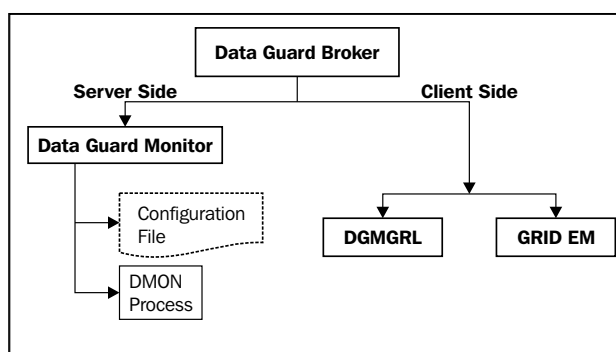 Data Guard Broker
Server Side
Client Side
Data Guard Monitor
Configuration
File
DMON
Process
DGMGRL
GRID EM